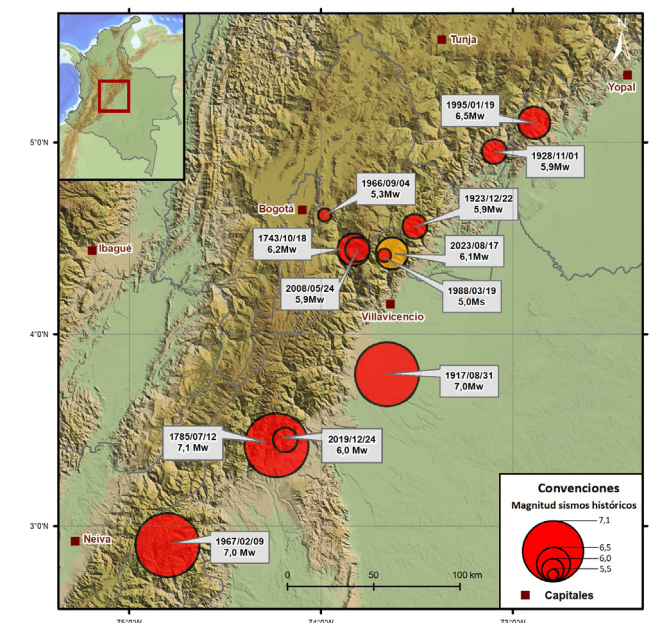 N
Tunja
Yopal
1995/01/19
6,5Mw
5°0'N
1928/11/01
5,9Mw
1966/09/04
5,3Mw
1923/12/22
5,9Mw
Bogotá
1743/10/18
6,2Mw
2023/08/17
6,1Mw
Ibagué
2008/05/24
5,9Mw
1988/03/19
5,0Ms
Villavicencio
4°0'N
1917/08/31
7,0Mw
1785/07/12
7,1 Mw
2019/12/24
6,0 Mw
3°0'N
Neiva
1967/02/09
7,0 Mw
0 50 100 km
Convenciones
Magnitud sismos históricos
7,1
6,5
6,0
5,5
Capitales
75°0'W 74°0'W 73°0'W